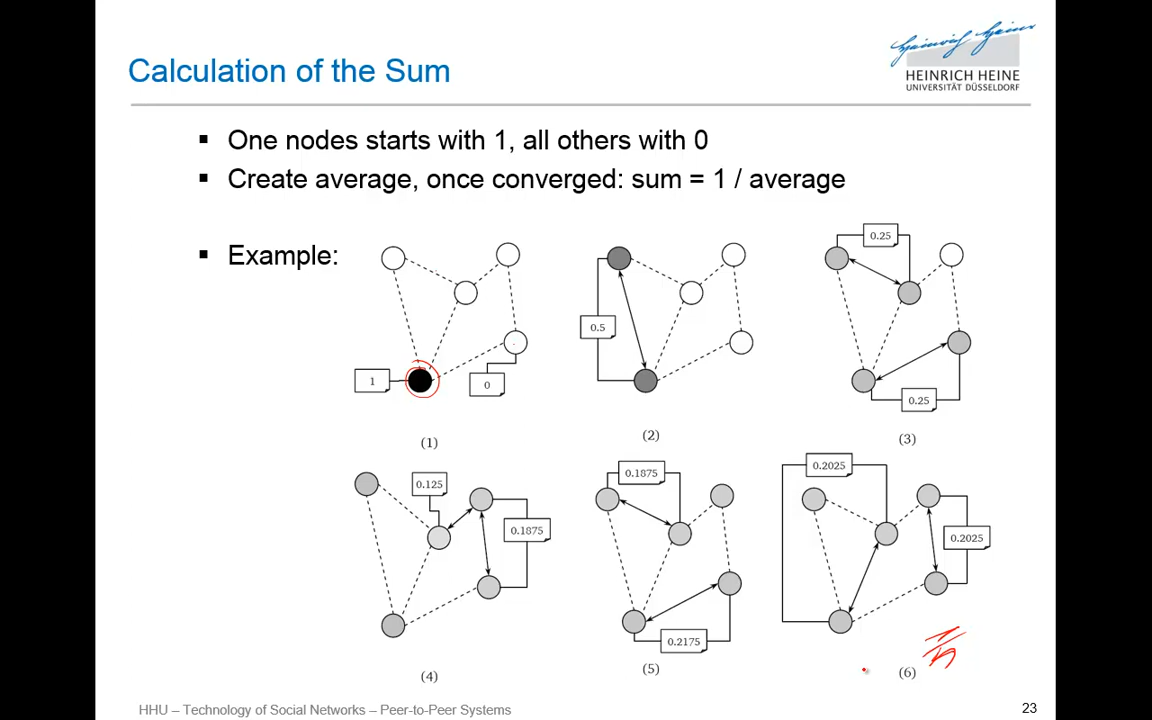 Calculation of the Sum
Heinrich Heine
HEINRICH HEINE
UNIVERSITÄT DÜSSELDORF
▪ One nodes starts with 1, all others with 0
▪ Create average, once converged: sum = 1 / average
▪ Example:
1
0
(1)
0.5
(2)
0.25
0.25
(3)
0.125
0.1875
(4)
0.1875
0.2175
(5)
0.2025
0.2025
(6)
HHU – Technology of Social Networks – Peer-to-Peer Systems
23